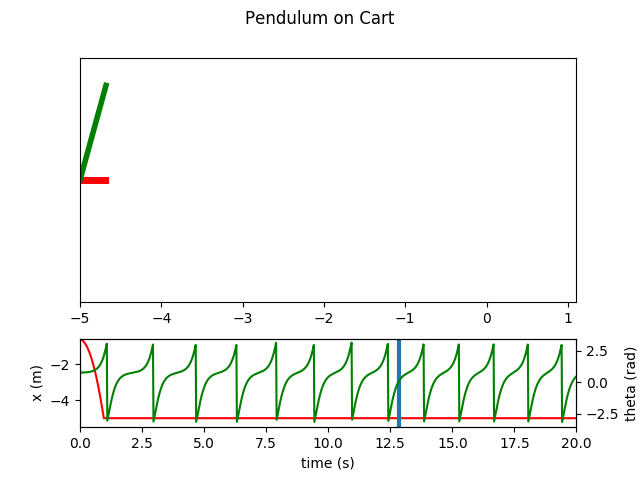 Pendulum on Cart
−5 −4 −3 −2 −1 0 1
−2
−4
x (m)
2.5
0.0
−2.5
theta (rad)
0.0 2.5 5.0 7.5 10.0 12.5 15.0 17.5 20.0
time (s)